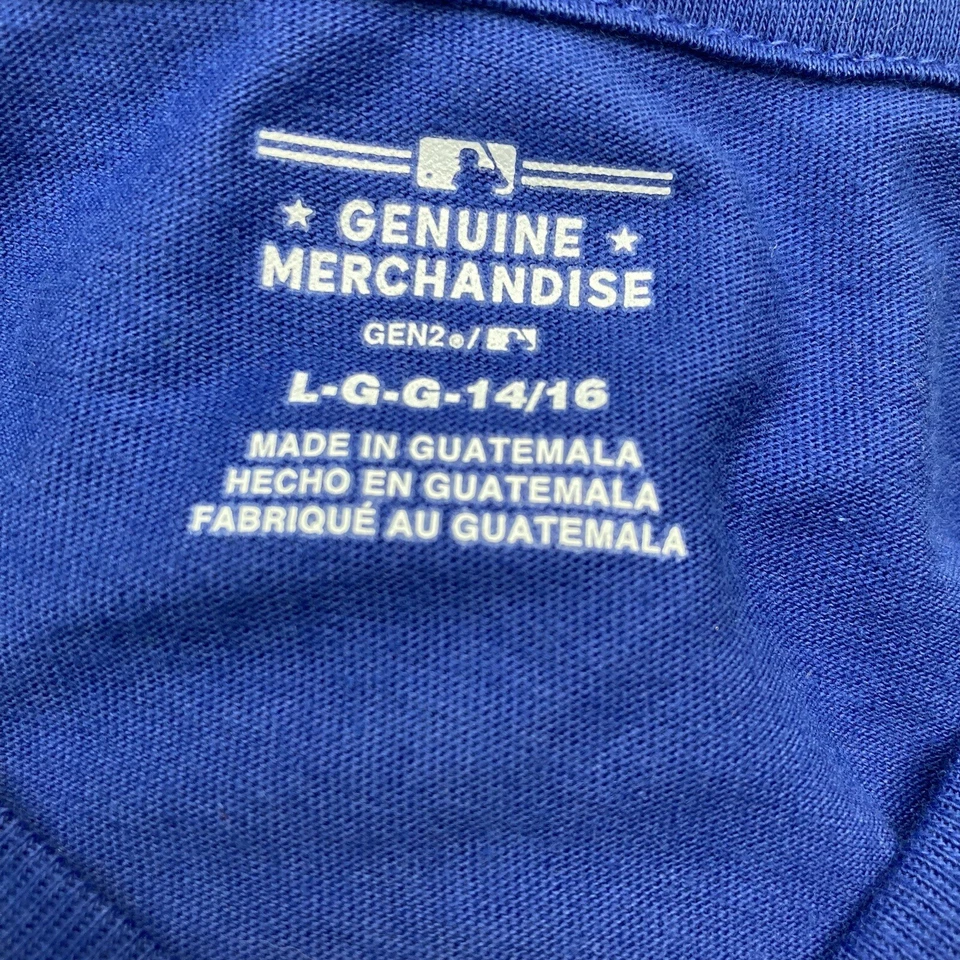 GENUINE
MERCHANDISE
GEN2®/
L-G-G-14/16
MADE IN GUATEMALA
HECHO EN GUATEMALA
FABRIQUÉ AU GUATEMALA